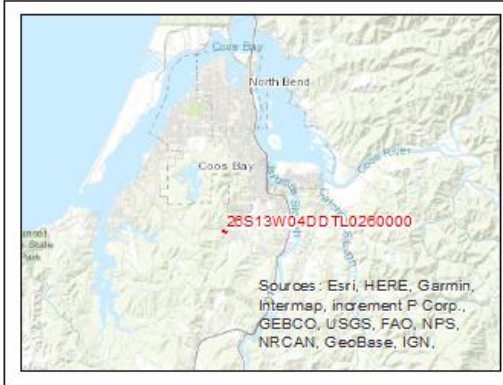 Coos Bay
North Bend
Coos River
Coos Bay
26S13W04DDTL0260000
Park
Sources: Esri, HERE, Garmin,
Intermap, increment P Corp.,
GEBCO, USGS, FAO, NPS,
NRCAN, GeoBase, IGN,